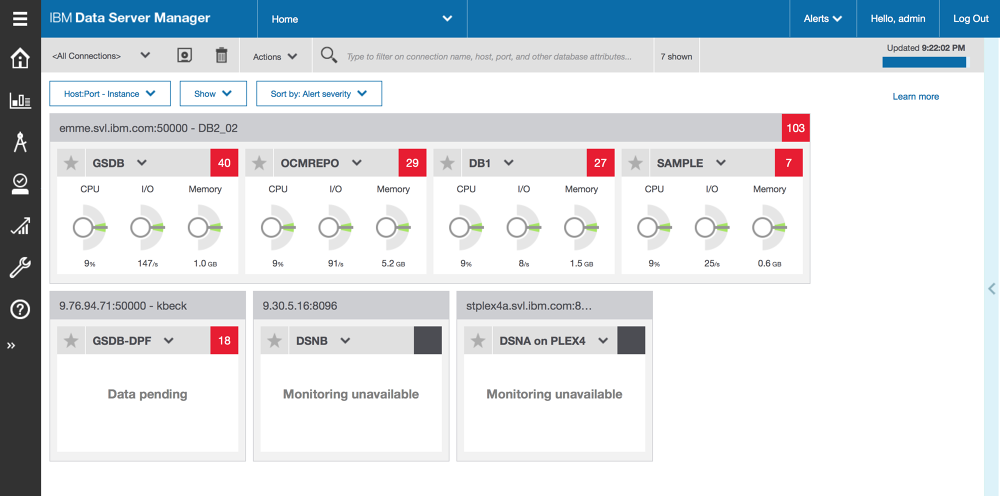 IBM Data Server Manager
Home
Alerts
Hello, admin
Log Out
<All Connections>
Actions
Type to filter on connection name, host, port, and other database attributes...
7 shown
Updated 9:22:02 PM
Host:Port - Instance
Show
Sort by: Alert severity
Learn more
emme.svl.ibm.com:50000 - DB2_02
103
GSDB
40
CPU
I/O
Memory
9%
147/s
1.0 GB
OCMREPO
29
CPU
I/O
Memory
9%
91/s
5.2 GB
DB1
27
CPU
I/O
Memory
9%
8/s
1.5 GB
SAMPLE
7
CPU
I/O
Memory
9%
25/s
0.6 GB
9.76.94.71:50000 - kbeck
GSDB-DPF
18
Data pending
9.30.5.16:8096
DSNB
Monitoring unavailable
stplex4a.svl.ibm.com:8...
DSNA on PLEX4
Monitoring unavailable